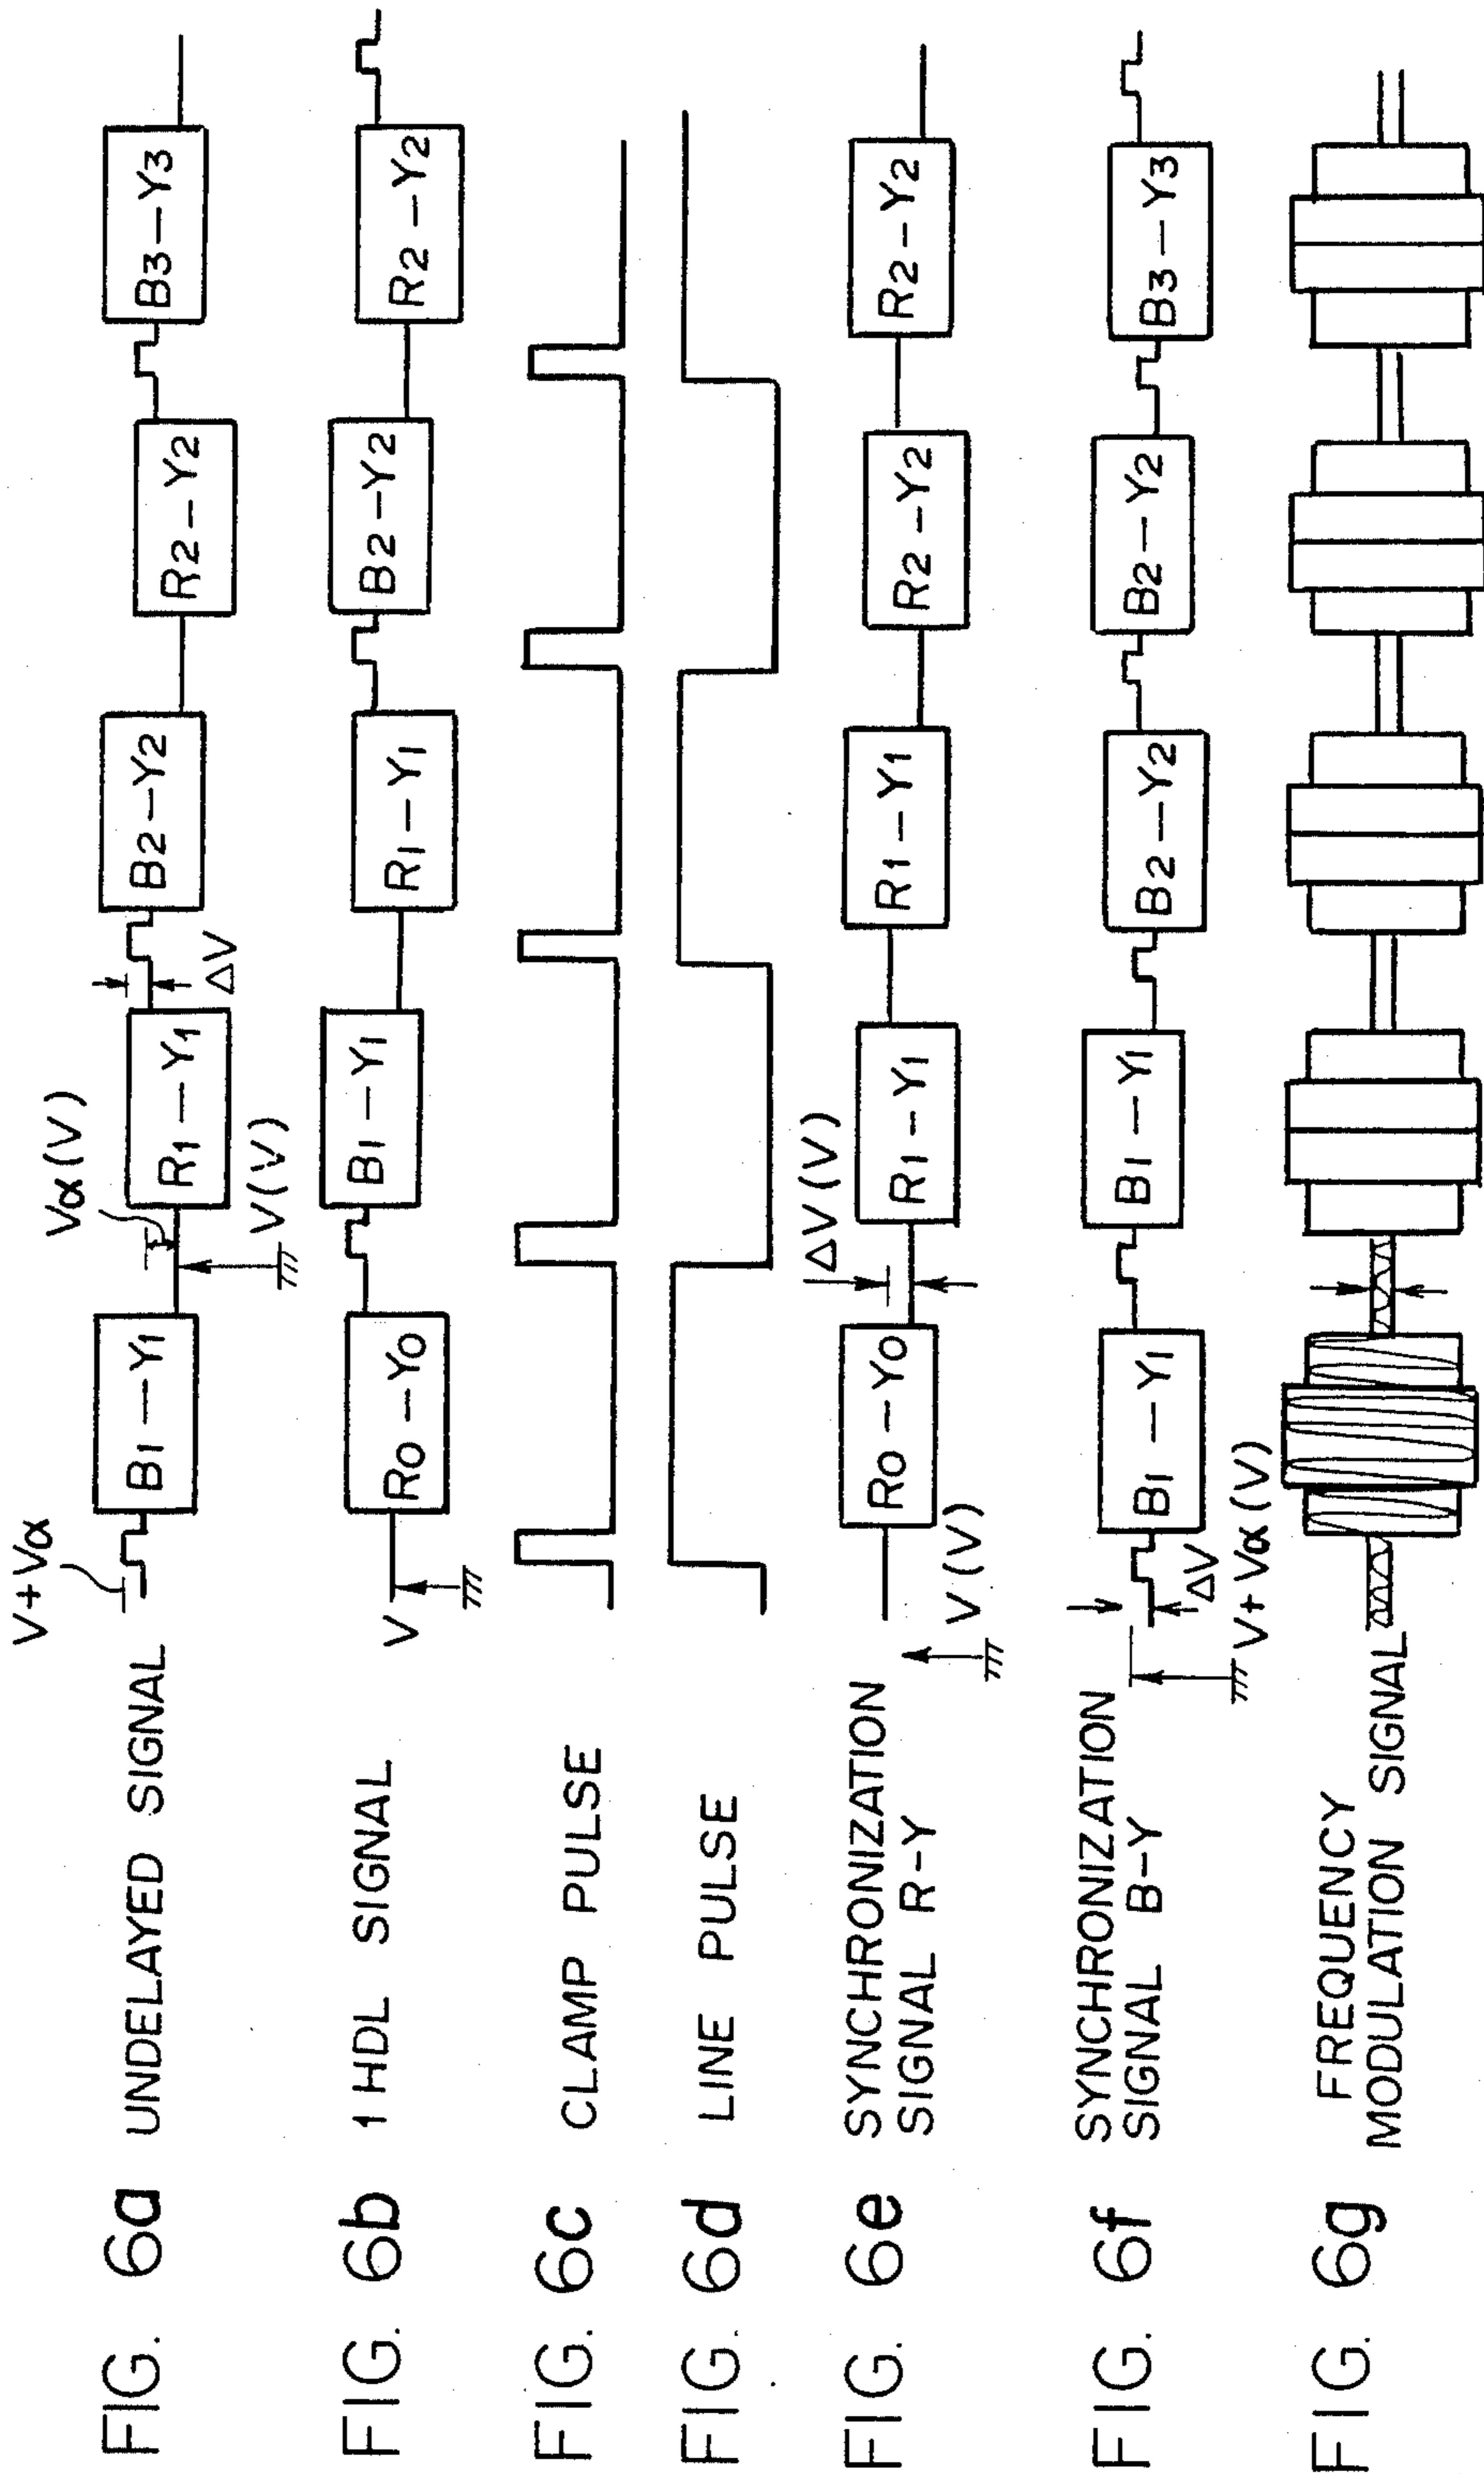 FIG. 6a UNDELAYED SIGNAL
V+Vα
B1—Y1
Vα(V)
V(V)
R1—Y1
ΔV
B2—Y2
R2—Y2
B3—Y3
FIG. 6b 1 HDL SIGNAL
V
R0—Y0
B1—Y1
R1—Y1
B2—Y2
R2—Y2
FIG. 6c CLAMP PULSE
FIG. 6d LINE PULSE
FIG. 6e SYNCHRONIZATION
SIGNAL R-Y
V(V)
R0—Y0
ΔV(V)
R1—Y1
R1—Y1
R2—Y2
R2—Y2
FIG. 6f SYNCHRONIZATION
SIGNAL B-Y
V+Vα(V)
ΔV
B1—Y1
B1—Y1
B2—Y2
B2—Y2
B3—Y3
FIG. 6g FREQUENCY
MODULATION SIGNAL